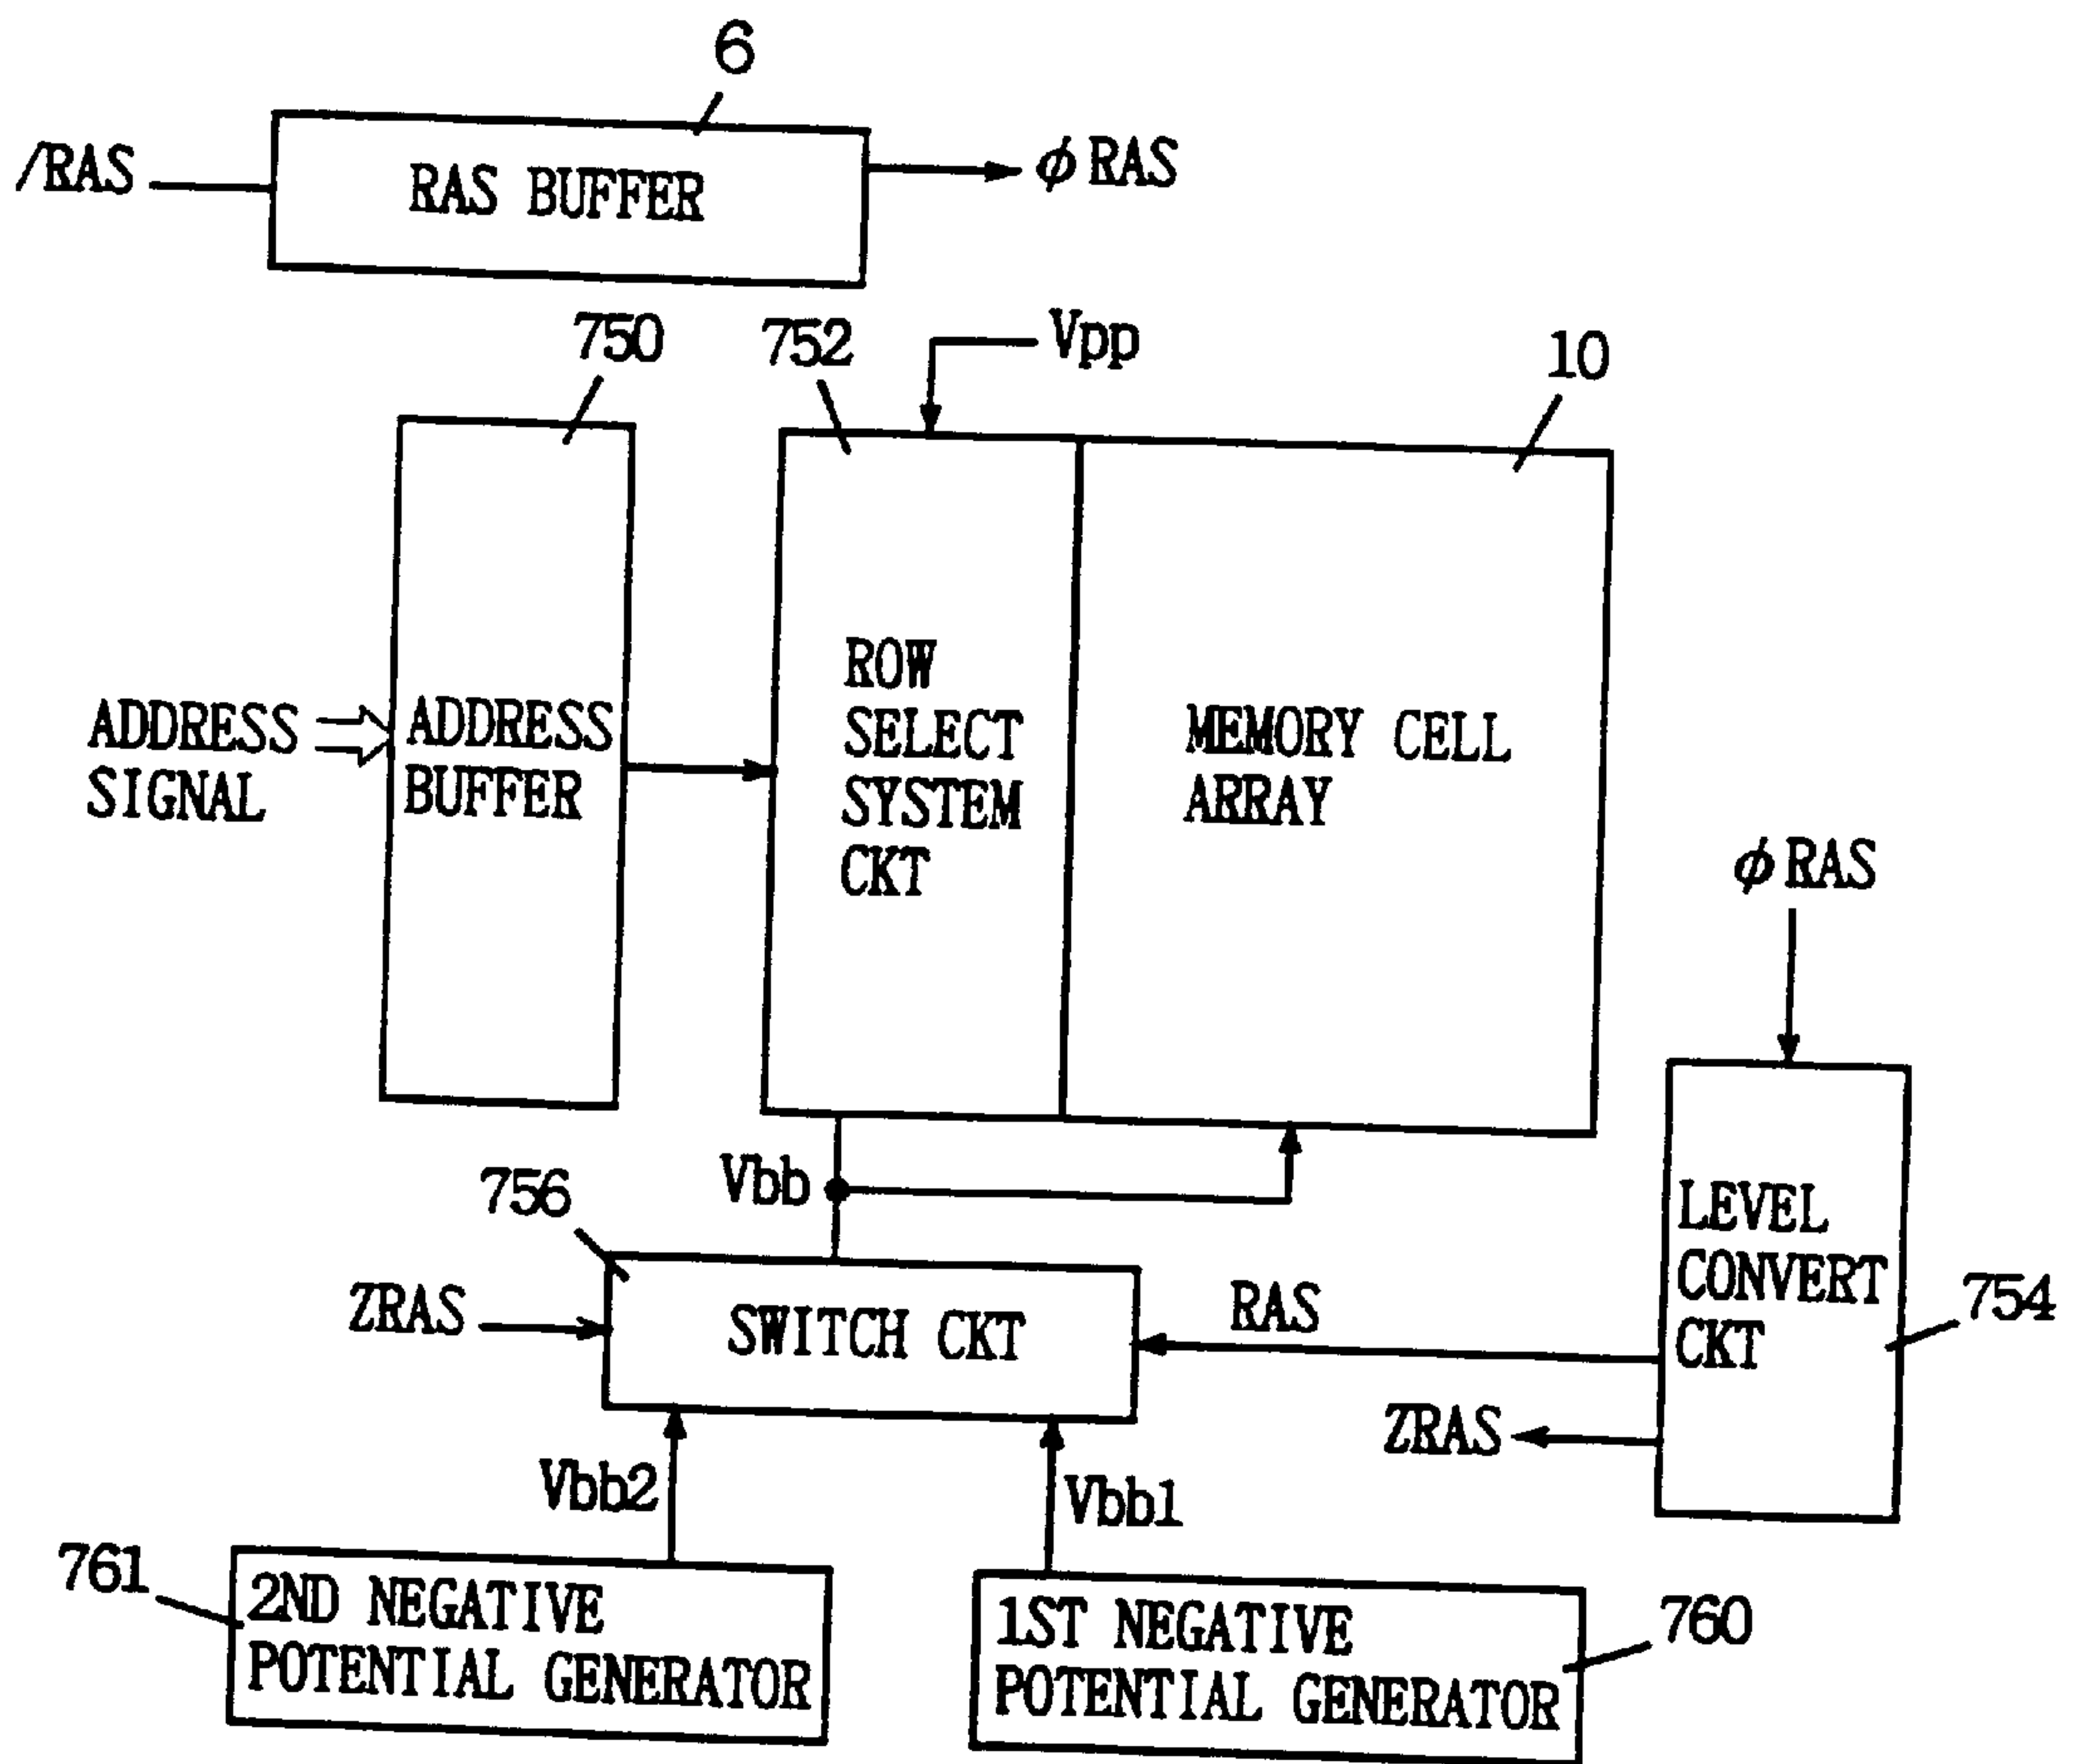 6
/RAS
RAS BUFFER
φ RAS
750
752
Vpp
10
ADDRESS
SIGNAL
ADDRESS
BUFFER
ROW
SELECT
SYSTEM
CKT
MEMORY CELL
ARRAY
φ RAS
756
Vbb
ZRAS
SWITCH CKT
RAS
LEVEL
CONVERT
CKT
754
ZRAS
Vbb2
Vbb1
761
2ND NEGATIVE
POTENTIAL GENERATOR
1ST NEGATIVE
POTENTIAL GENERATOR
760